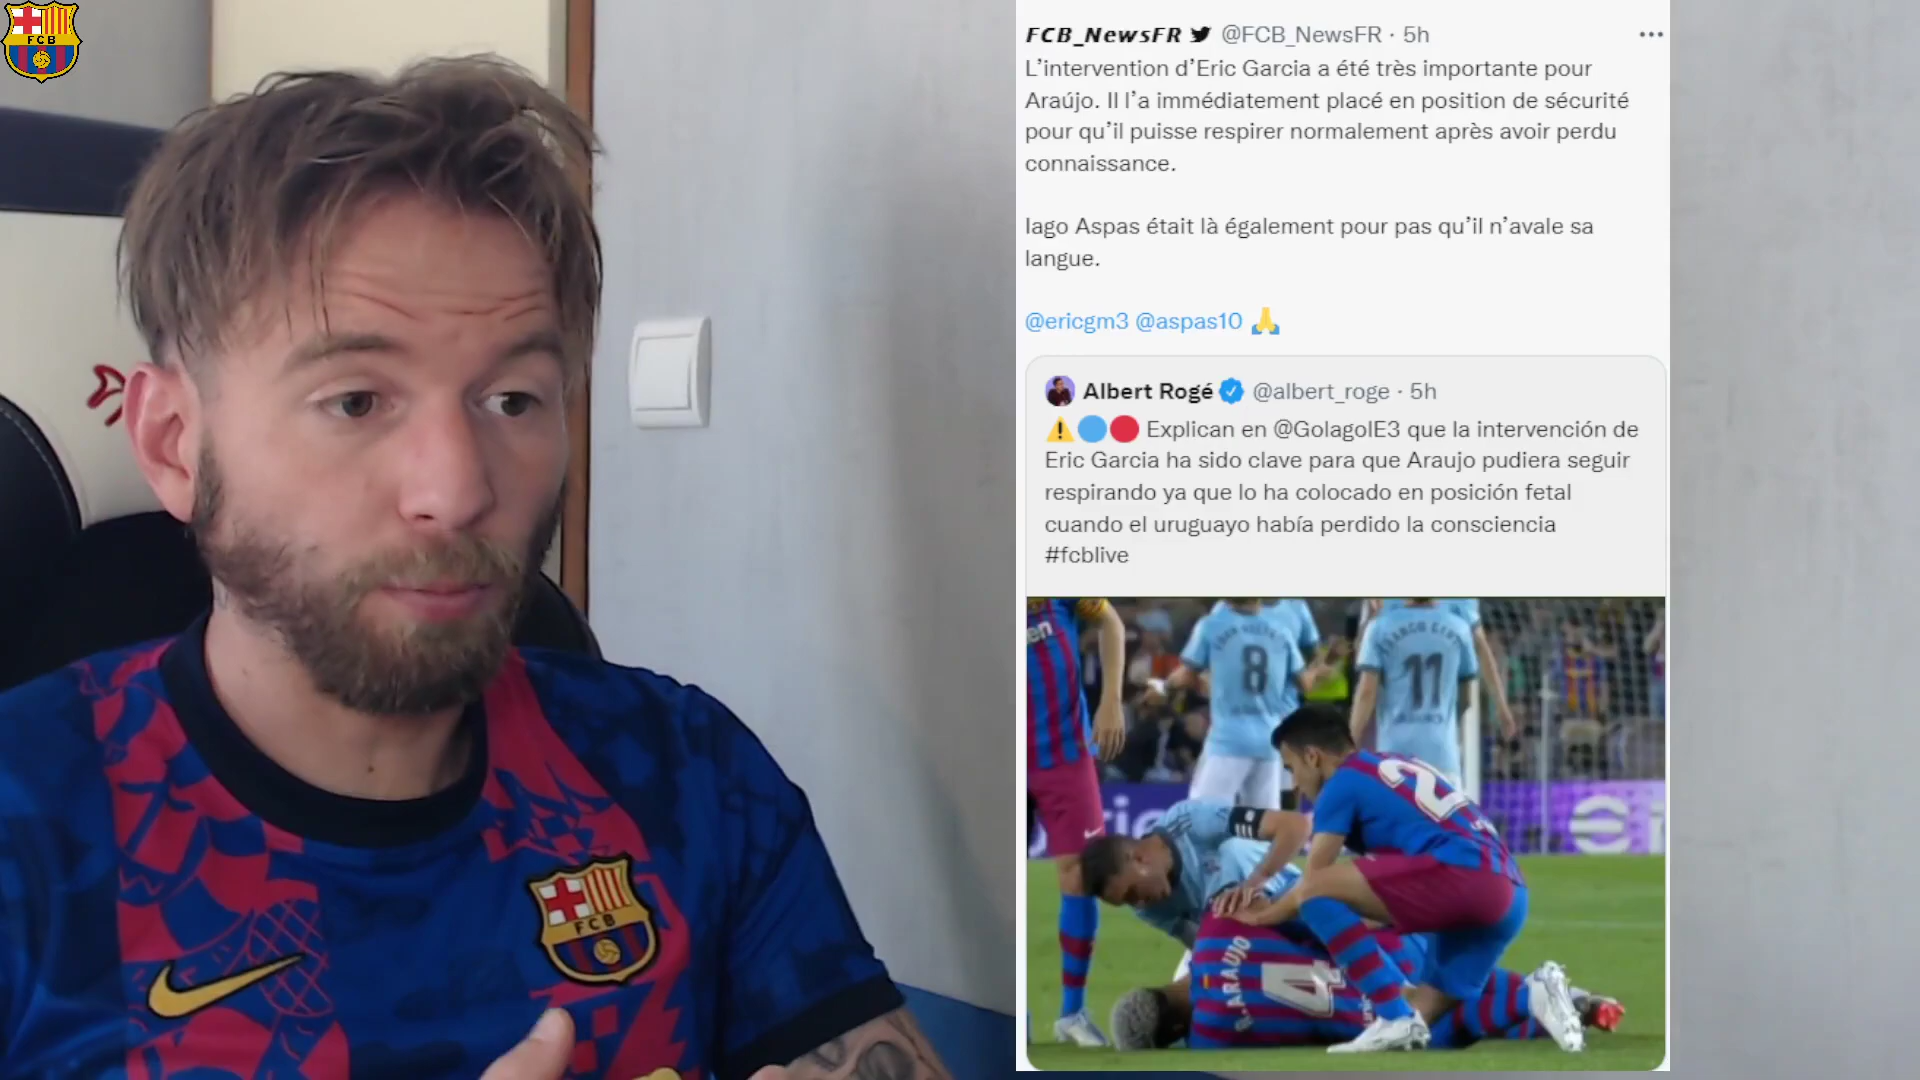 FCB
FCB_NewsFR @FCB_NewsFR · 5h
L’intervention d’Eric Garcia a été très importante pour
Araújo. Il l’a immédiatement placé en position de sécurité
pour qu’il puisse respirer normalement après avoir perdu
connaissance.
Iago Aspas était là également pour pas qu’il n’avale sa
langue.
@ericgm3 @aspas10
Albert Rogé @albert_roge · 5h
Explican en @GolagolE3 que la intervención de
Eric Garcia ha sido clave para que Araujo pudiera seguir
respirando ya que lo ha colocado en posición fetal
cuando el uruguayo había perdido la consciencia
#fcblive
8
11
R. ARAUJO
4
FCB